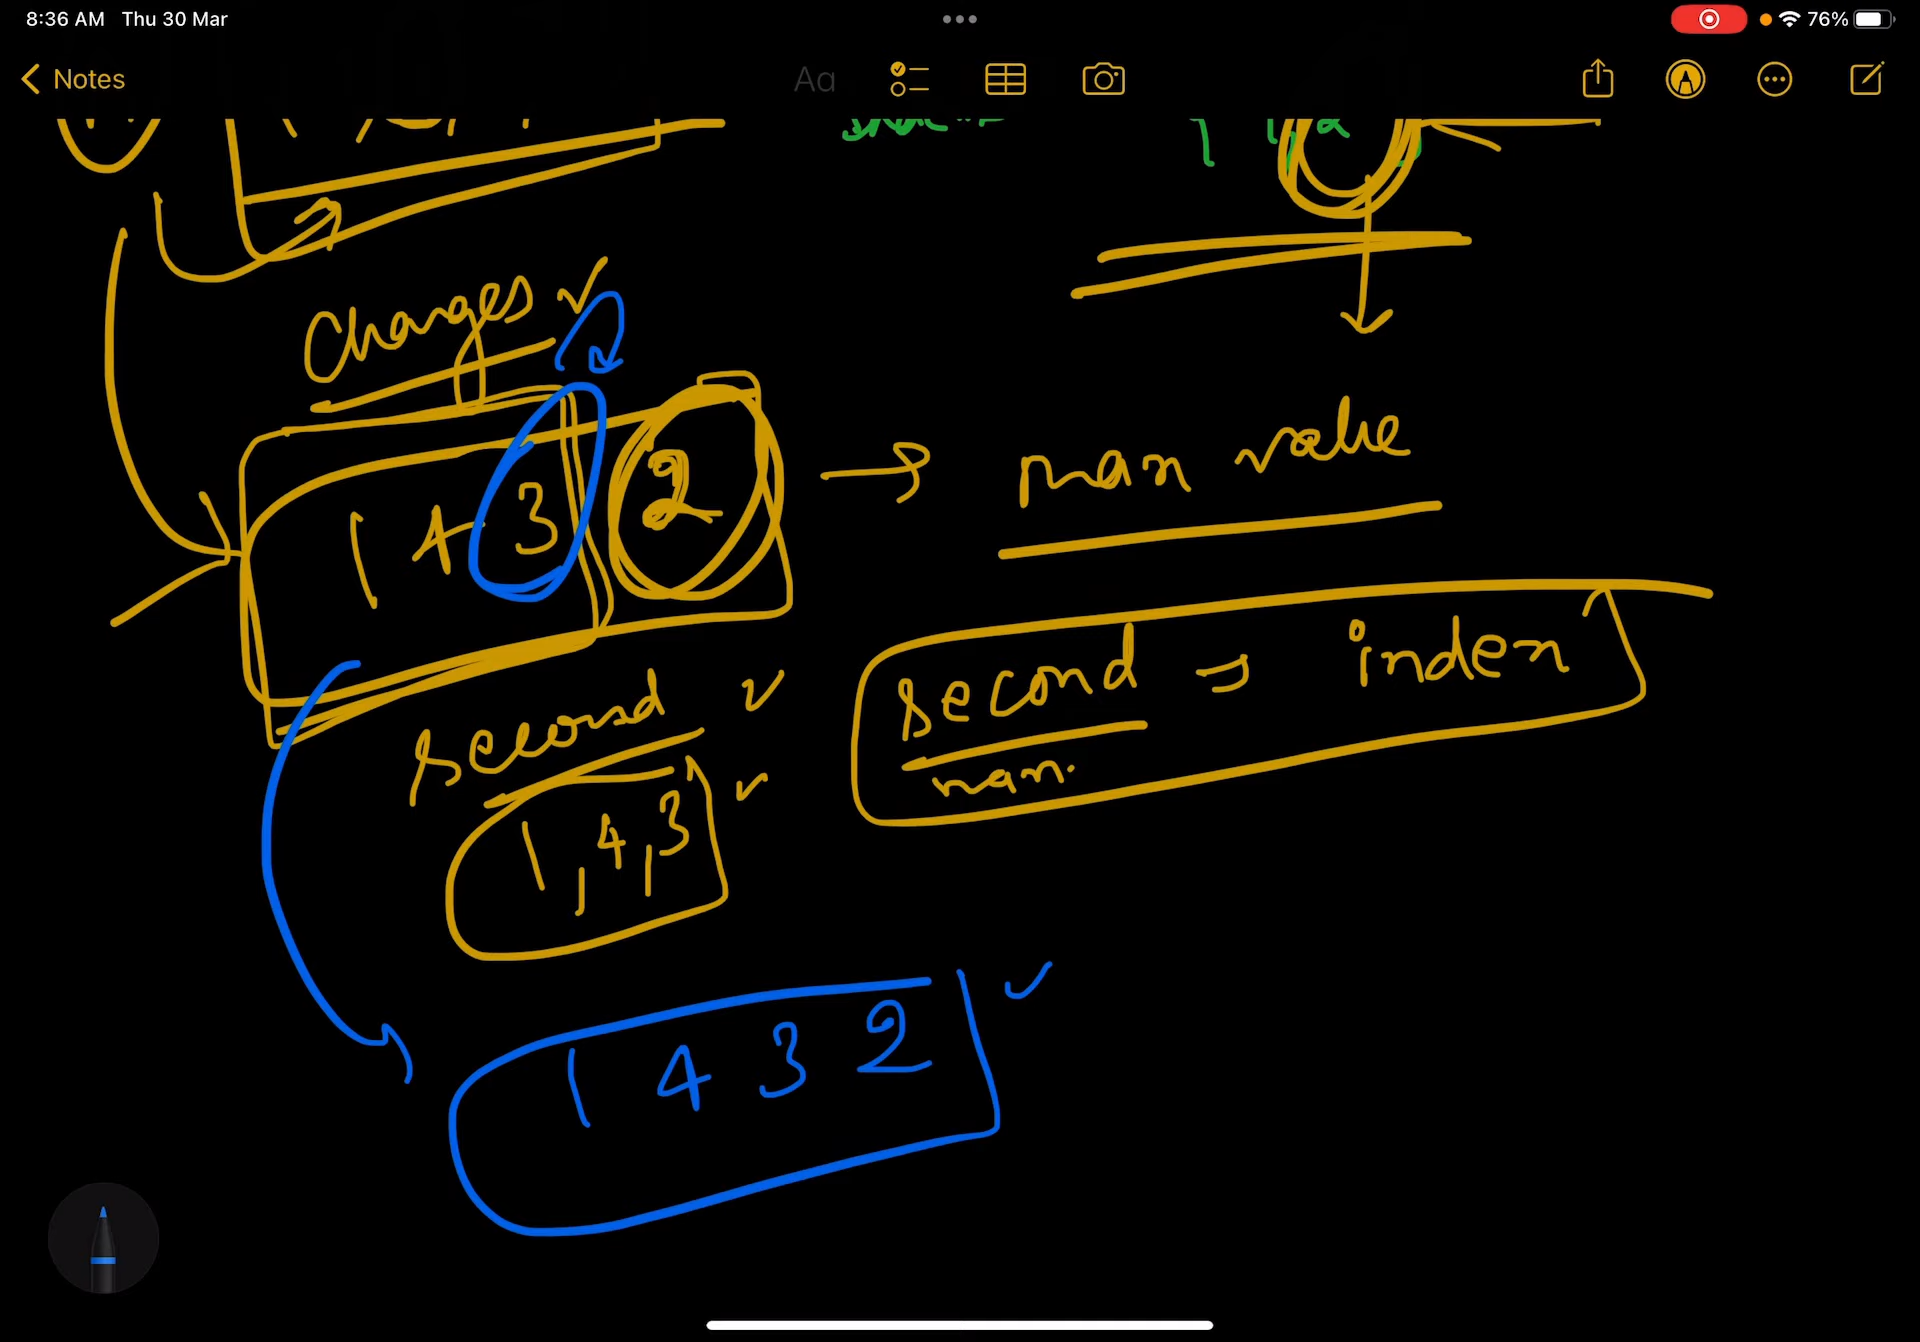 8:36 AM Thu 30 Mar
76%
Notes
Aa
changes
1 4 3 2
max value
second
second index
max.
1, 4, 3
1 4 3 2